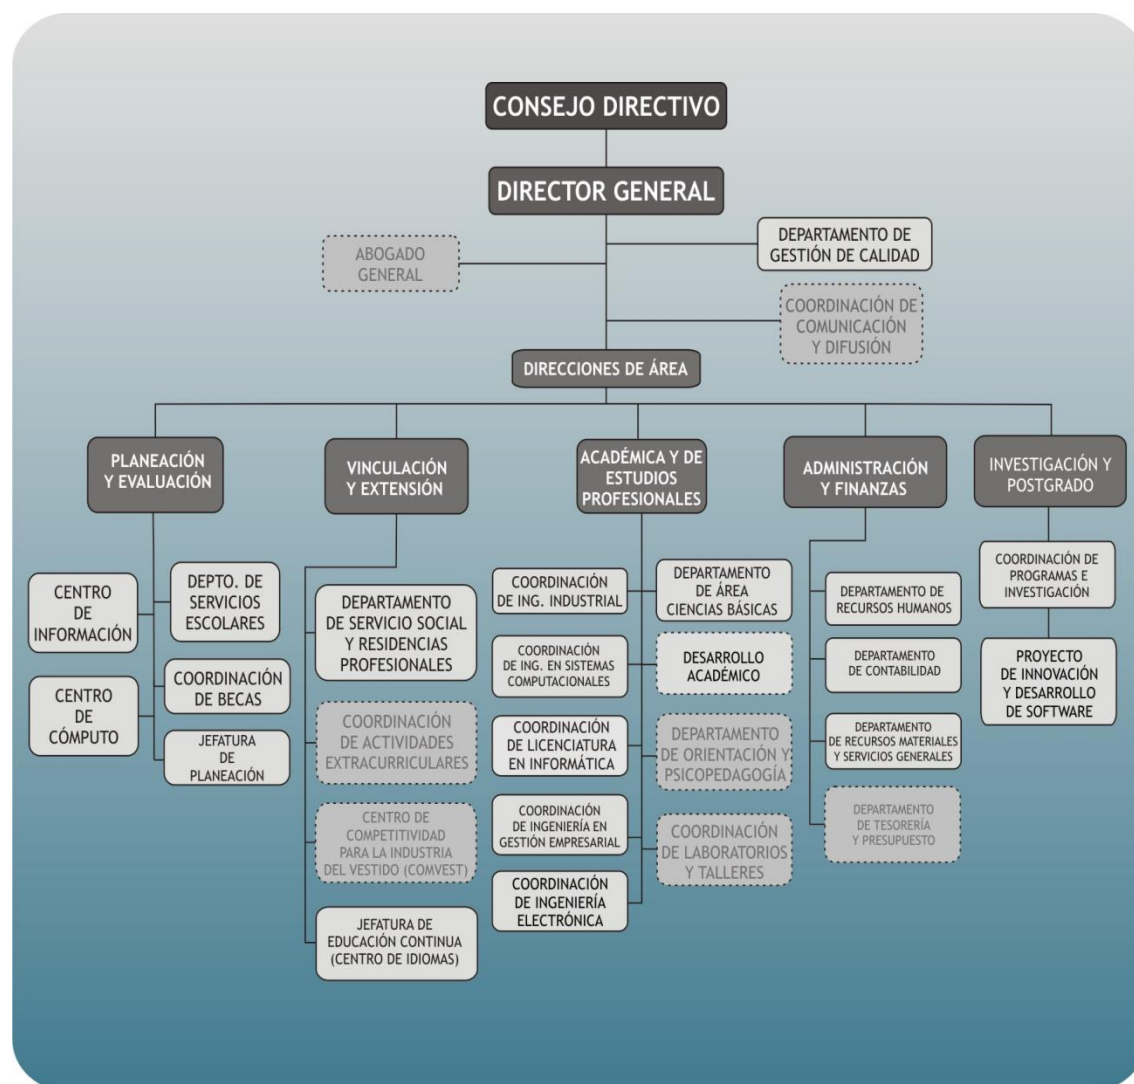 CONSEJO DIRECTIVO
DIRECTOR GENERAL
ABOGADO
GENERAL
DEPARTAMENTO DE
GESTIÓN DE CALIDAD
COORDINACIÓN DE
COMUNICACIÓN
Y DIFUSIÓN
DIRECCIONES DE ÁREA
PLANEACIÓN
Y EVALUACIÓN
CENTRO
DE
INFORMACIÓN
DEPTO. DE
SERVICIOS
ESCOLARES
CENTRO
DE
CÓMPUTO
COORDINACIÓN
DE BECAS
JEFATURA
DE
PLANEACIÓN
VINCULACIÓN
Y EXTENSIÓN
DEPARTAMENTO
DE SERVICIO SOCIAL
Y RESIDENCIAS
PROFESIONALES
COORDINACIÓN
DE ACTIVIDADES
EXTRACURRICULARES
CENTRO DE
COMPETITIVIDAD
PARA LA INDUSTRIA
DEL VESTIDO (COMVEST)
JEFATURA DE
EDUCACIÓN CONTINUA
(CENTRO DE IDIOMAS)
ACADÉMICA Y DE
ESTUDIOS
PROFESIONALES
COORDINACIÓN
DE ING. INDUSTRIAL
DEPARTAMENTO
DE ÁREA
CIENCIAS BÁSICAS
COORDINACIÓN
DE ING. EN SISTEMAS
COMPUTACIONALES
DESARROLLO
ACADÉMICO
COORDINACIÓN
DE LICENCIATURA
EN INFORMÁTICA
DEPARTAMENTO
DE ORIENTACIÓN Y
PSICOPEDAGOGÍA
COORDINACIÓN
DE INGENIERÍA EN
GESTIÓN EMPRESARIAL
COORDINACIÓN
DE LABORATORIOS
Y TALLERES
COORDINACIÓN
DE INGENIERÍA
ELECTRÓNICA
ADMINISTRACIÓN
Y FINANZAS
DEPARTAMENTO DE
RECURSOS HUMANOS
DEPARTAMENTO
DE CONTABILIDAD
DEPARTAMENTO
DE RECURSOS MATERIALES
Y SERVICIOS GENERALES
DEPARTAMENTO
DE TESORERÍA
Y PRESUPUESTO
INVESTIGACIÓN Y
POSTGRADO
COORDINACIÓN DE
PROGRAMAS E
INVESTIGACIÓN
PROYECTO
DE INNOVACIÓN
Y DESARROLLO
DE SOFTWARE